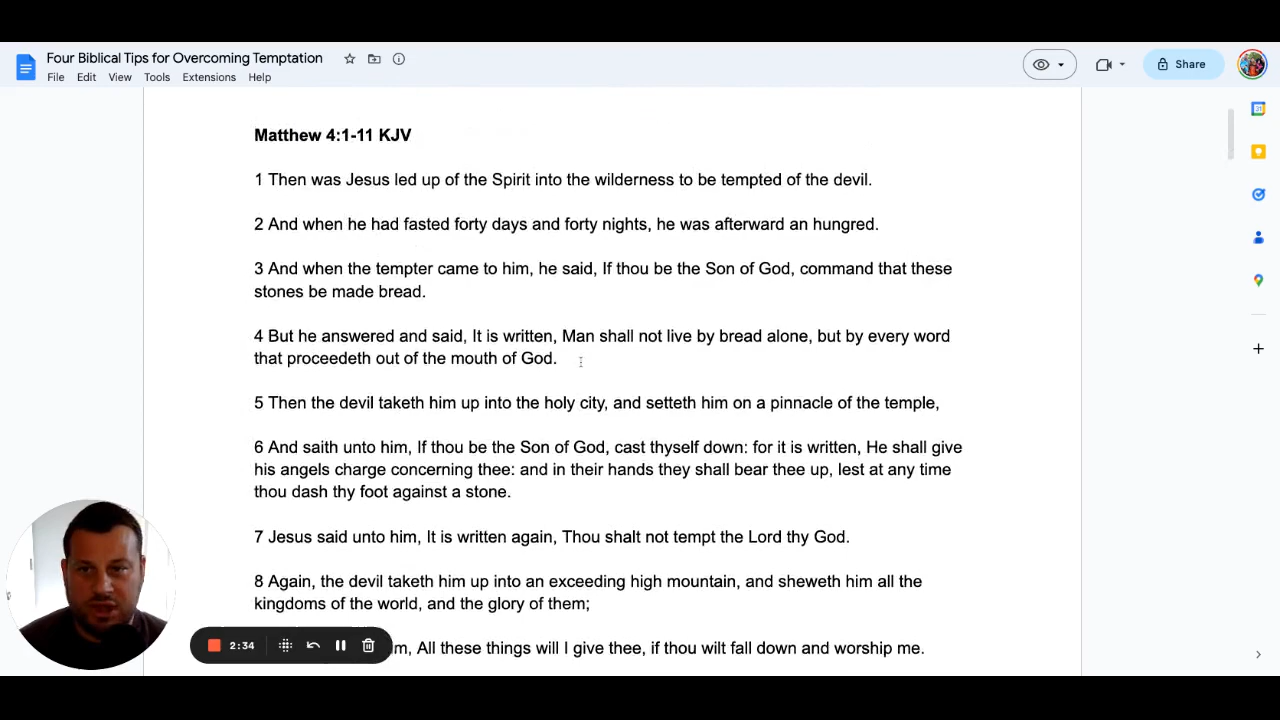 Four Biblical Tips for Overcoming Temptation
File Edit View Tools Extensions Help
Share
Matthew 4:1-11 KJV
1 Then was Jesus led up of the Spirit into the wilderness to be tempted of the devil.
2 And when he had fasted forty days and forty nights, he was afterward an hungred.
3 And when the tempter came to him, he said, If thou be the Son of God, command that these
stones be made bread.
4 But he answered and said, It is written, Man shall not live by bread alone, but by every word
that proceedeth out of the mouth of God.
5 Then the devil taketh him up into the holy city, and setteth him on a pinnacle of the temple,
6 And saith unto him, If thou be the Son of God, cast thyself down: for it is written, He shall give
his angels charge concerning thee: and in their hands they shall bear thee up, lest at any time
thou dash thy foot against a stone.
7 Jesus said unto him, It is written again, Thou shalt not tempt the Lord thy God.
8 Again, the devil taketh him up into an exceeding high mountain, and sheweth him all the
kingdoms of the world, and the glory of them;
All these things will I give thee, if thou wilt fall down and worship me.
2:34